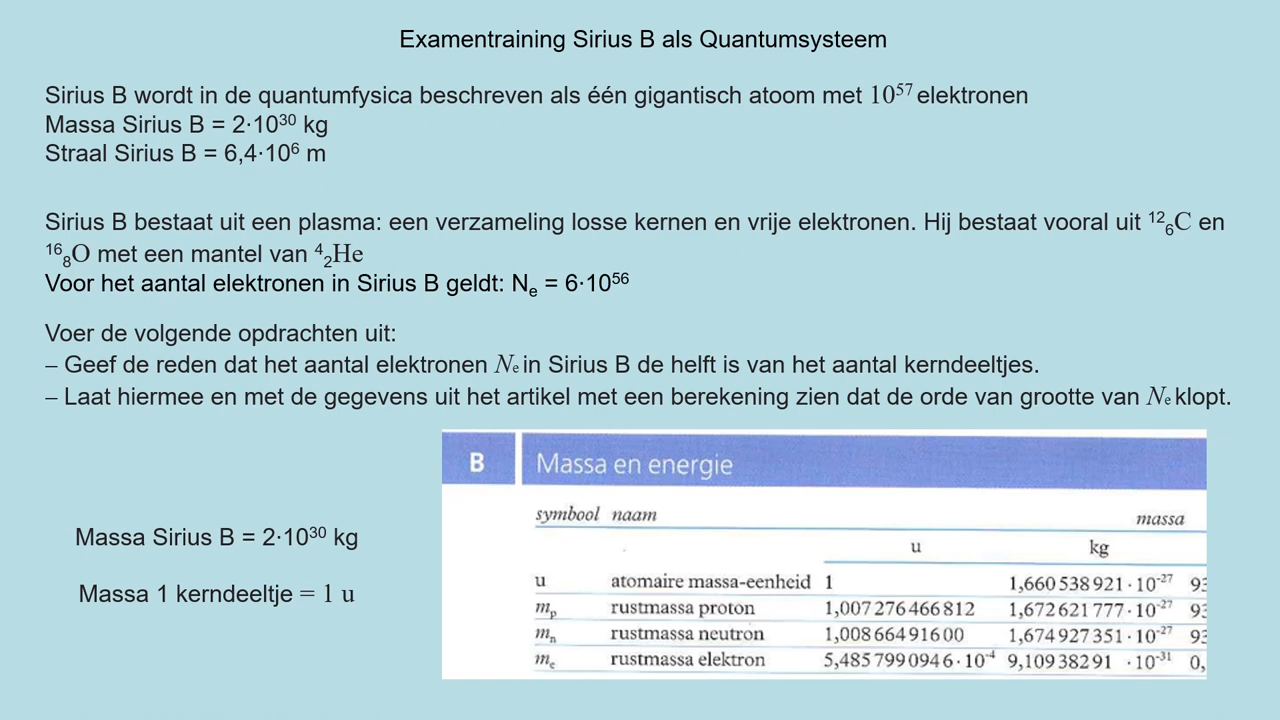 Examentraining Sirius B als Quantumsysteem
Sirius B wordt in de quantumfysica beschreven als één gigantisch atoom met 10⁵⁷ elektronen
Massa Sirius B = 2·10³⁰ kg
Straal Sirius B = 6,4·10⁶ m
Sirius B bestaat uit een plasma: een verzameling losse kernen en vrije elektronen. Hij bestaat vooral uit ¹²₆C en
¹⁶₈O met een mantel van ⁴₂He
Voor het aantal elektronen in Sirius B geldt: Nₑ = 6·10⁵⁶
Voer de volgende opdrachten uit:
– Geef de reden dat het aantal elektronen Nₑ in Sirius B de helft is van het aantal kerndeeltjes.
– Laat hiermee en met de gegevens uit het artikel met een berekening zien dat de orde van grootte van Nₑ klopt.
B Massa en energie
symbool naam massa
u kg
u atomaire massa-eenheid 1 1,660 538 921 · 10⁻²⁷ 93
mₚ rustmassa proton 1,007 276 466 812 1,672 621 777 · 10⁻²⁷ 93
mₙ rustmassa neutron 1,008 66 491 600 1,674 927 351 · 10⁻²⁷ 93
mₑ rustmassa elektron 5,485 799 094 6 · 10⁻⁴ 9,109 382 91 · 10⁻³¹ 0,
Massa Sirius B = 2·10³⁰ kg
Massa 1 kerndeeltje = 1 u